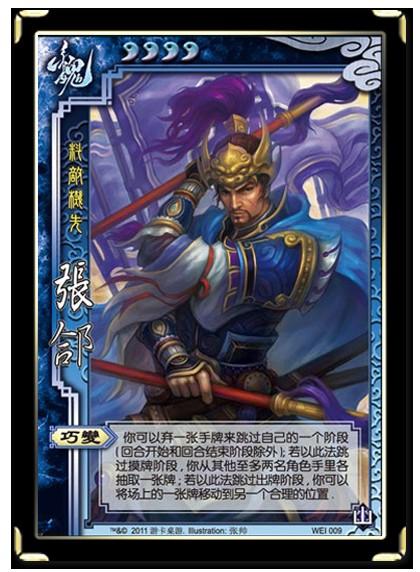 魏
料敵機先
張郃
巧變
你可以弃一张手牌来跳过自己的一个阶段
(回合开始和回合结束阶段除外);若以此法跳
过摸牌阶段,你从其他至多两名角色手里各
抽取一张牌;若以此法跳过出牌阶段,你可以
将场上的一张牌移动到另一个合理的位置.
™&© 2011 游卡桌游. Illustration: 张帅
WEI 009
山